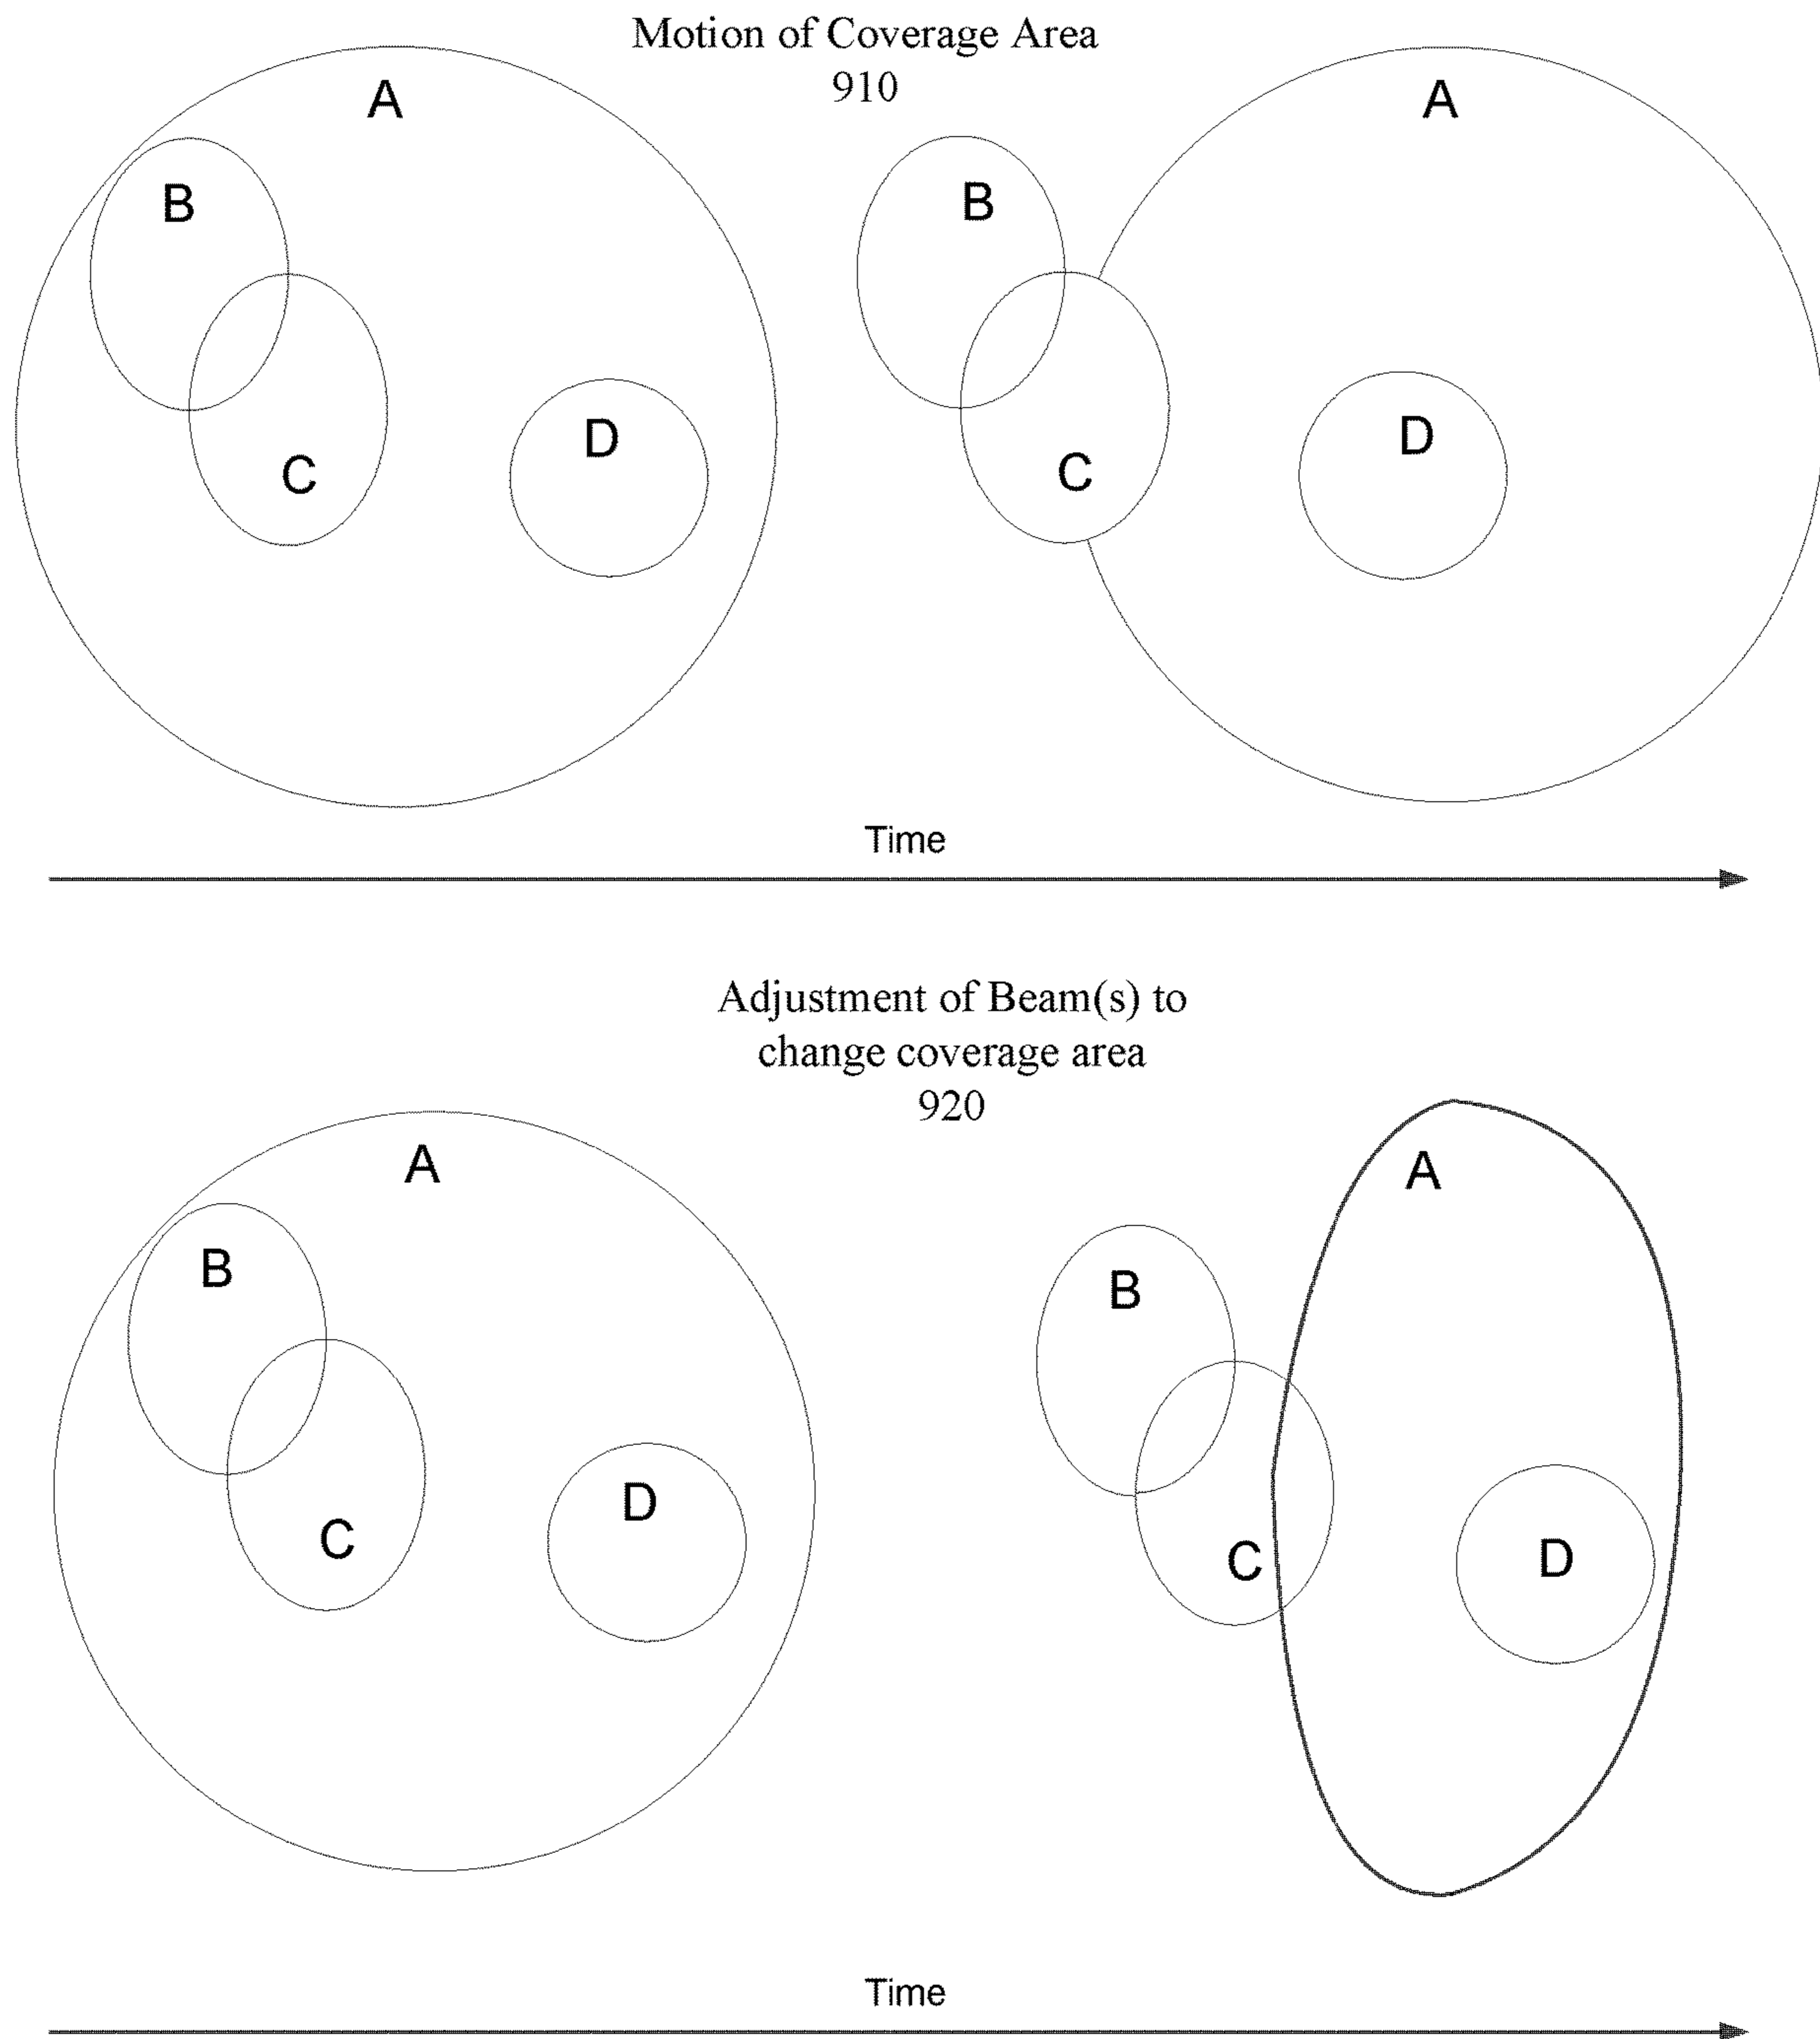 Motion of Coverage Area
910
A
A
B
B
D
D
C
C
Time
Adjustment of Beam(s) to
change coverage area
920
A
A
B
B
D
C
C
D
Time